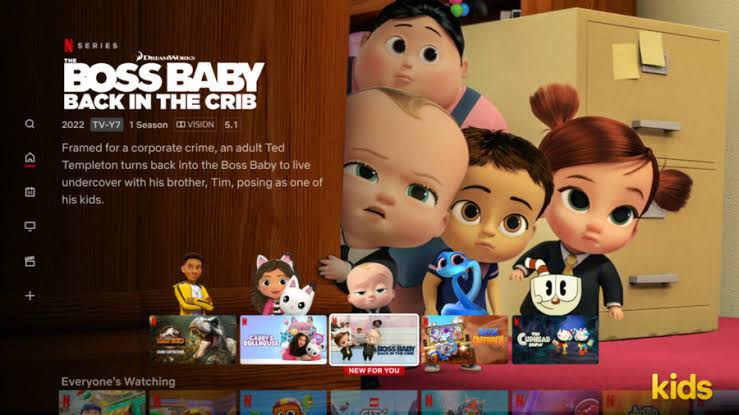 N SERIES
DREAMWORKS
THE
BOSS BABY
BACK IN THE CRIB
2022 TV-Y7 1 Season VISION 5.1
Framed for a corporate crime, an adult Ted
Templeton turns back into the Boss Baby to live
undercover with his brother, Tim, posing as one of
his kids.
N
JURASSIC WORLD
CAMP CRETACEOUS
N
GABBY'S
DOLLHOUSE
N
BOSS BABY
BACK IN THE CRIB
N
N
THE
CUPHEAD
SHOW!
NEW FOR YOU
Everyone's Watching
N
N
N
LEGO
CITY
N
N
kids